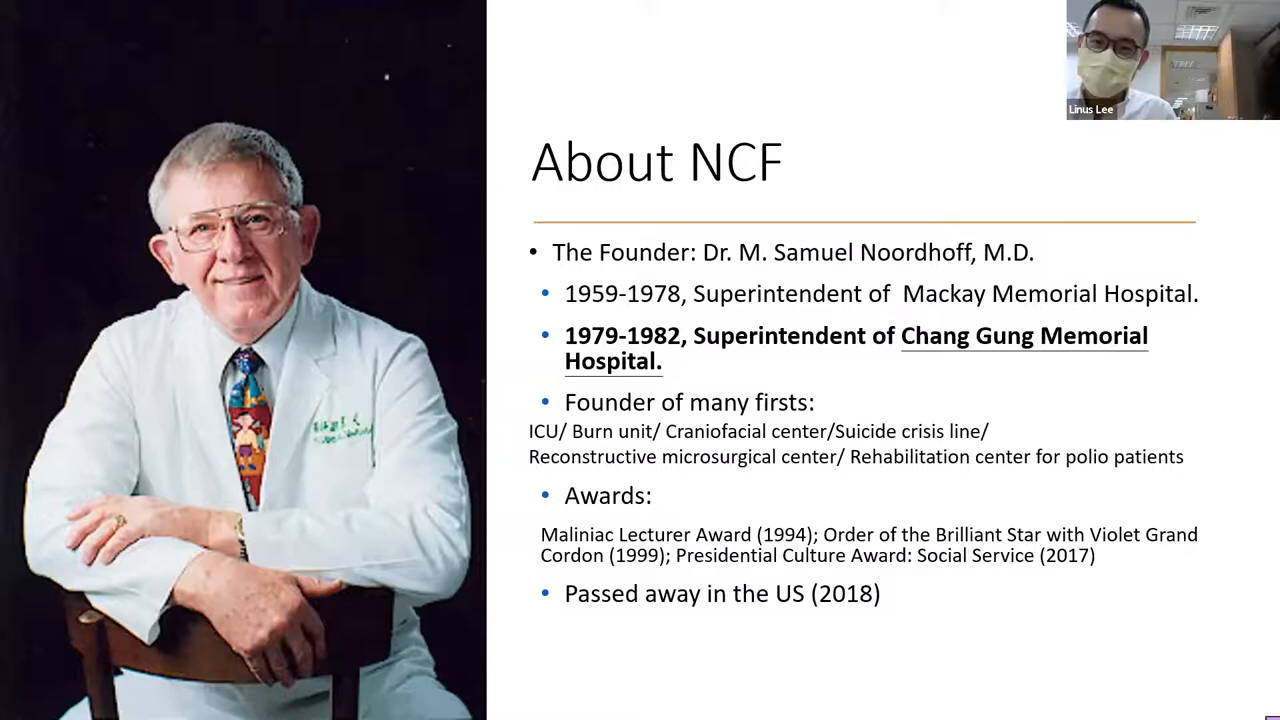 Linus Lee
About NCF
• The Founder: Dr. M. Samuel Noordhoff, M.D.
• 1959-1978, Superintendent of Mackay Memorial Hospital.
• 1979-1982, Superintendent of Chang Gung Memorial
Hospital.
• Founder of many firsts:
ICU/ Burn unit/ Craniofacial center/Suicide crisis line/
Reconstructive microsurgical center/ Rehabilitation center for polio patients
• Awards:
Maliniac Lecturer Award (1994); Order of the Brilliant Star with Violet Grand
Cordon (1999); Presidential Culture Award: Social Service (2017)
• Passed away in the US (2018)